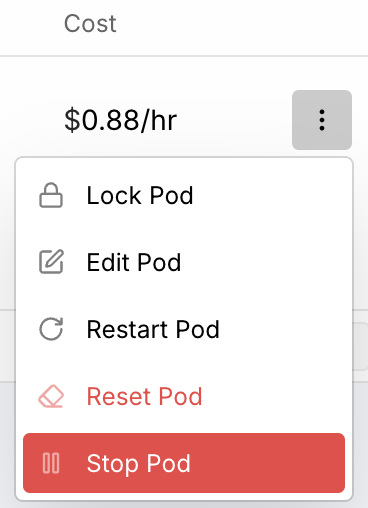 Cost
$0.88/hr
Lock Pod
Edit Pod
Restart Pod
Reset Pod
Stop Pod